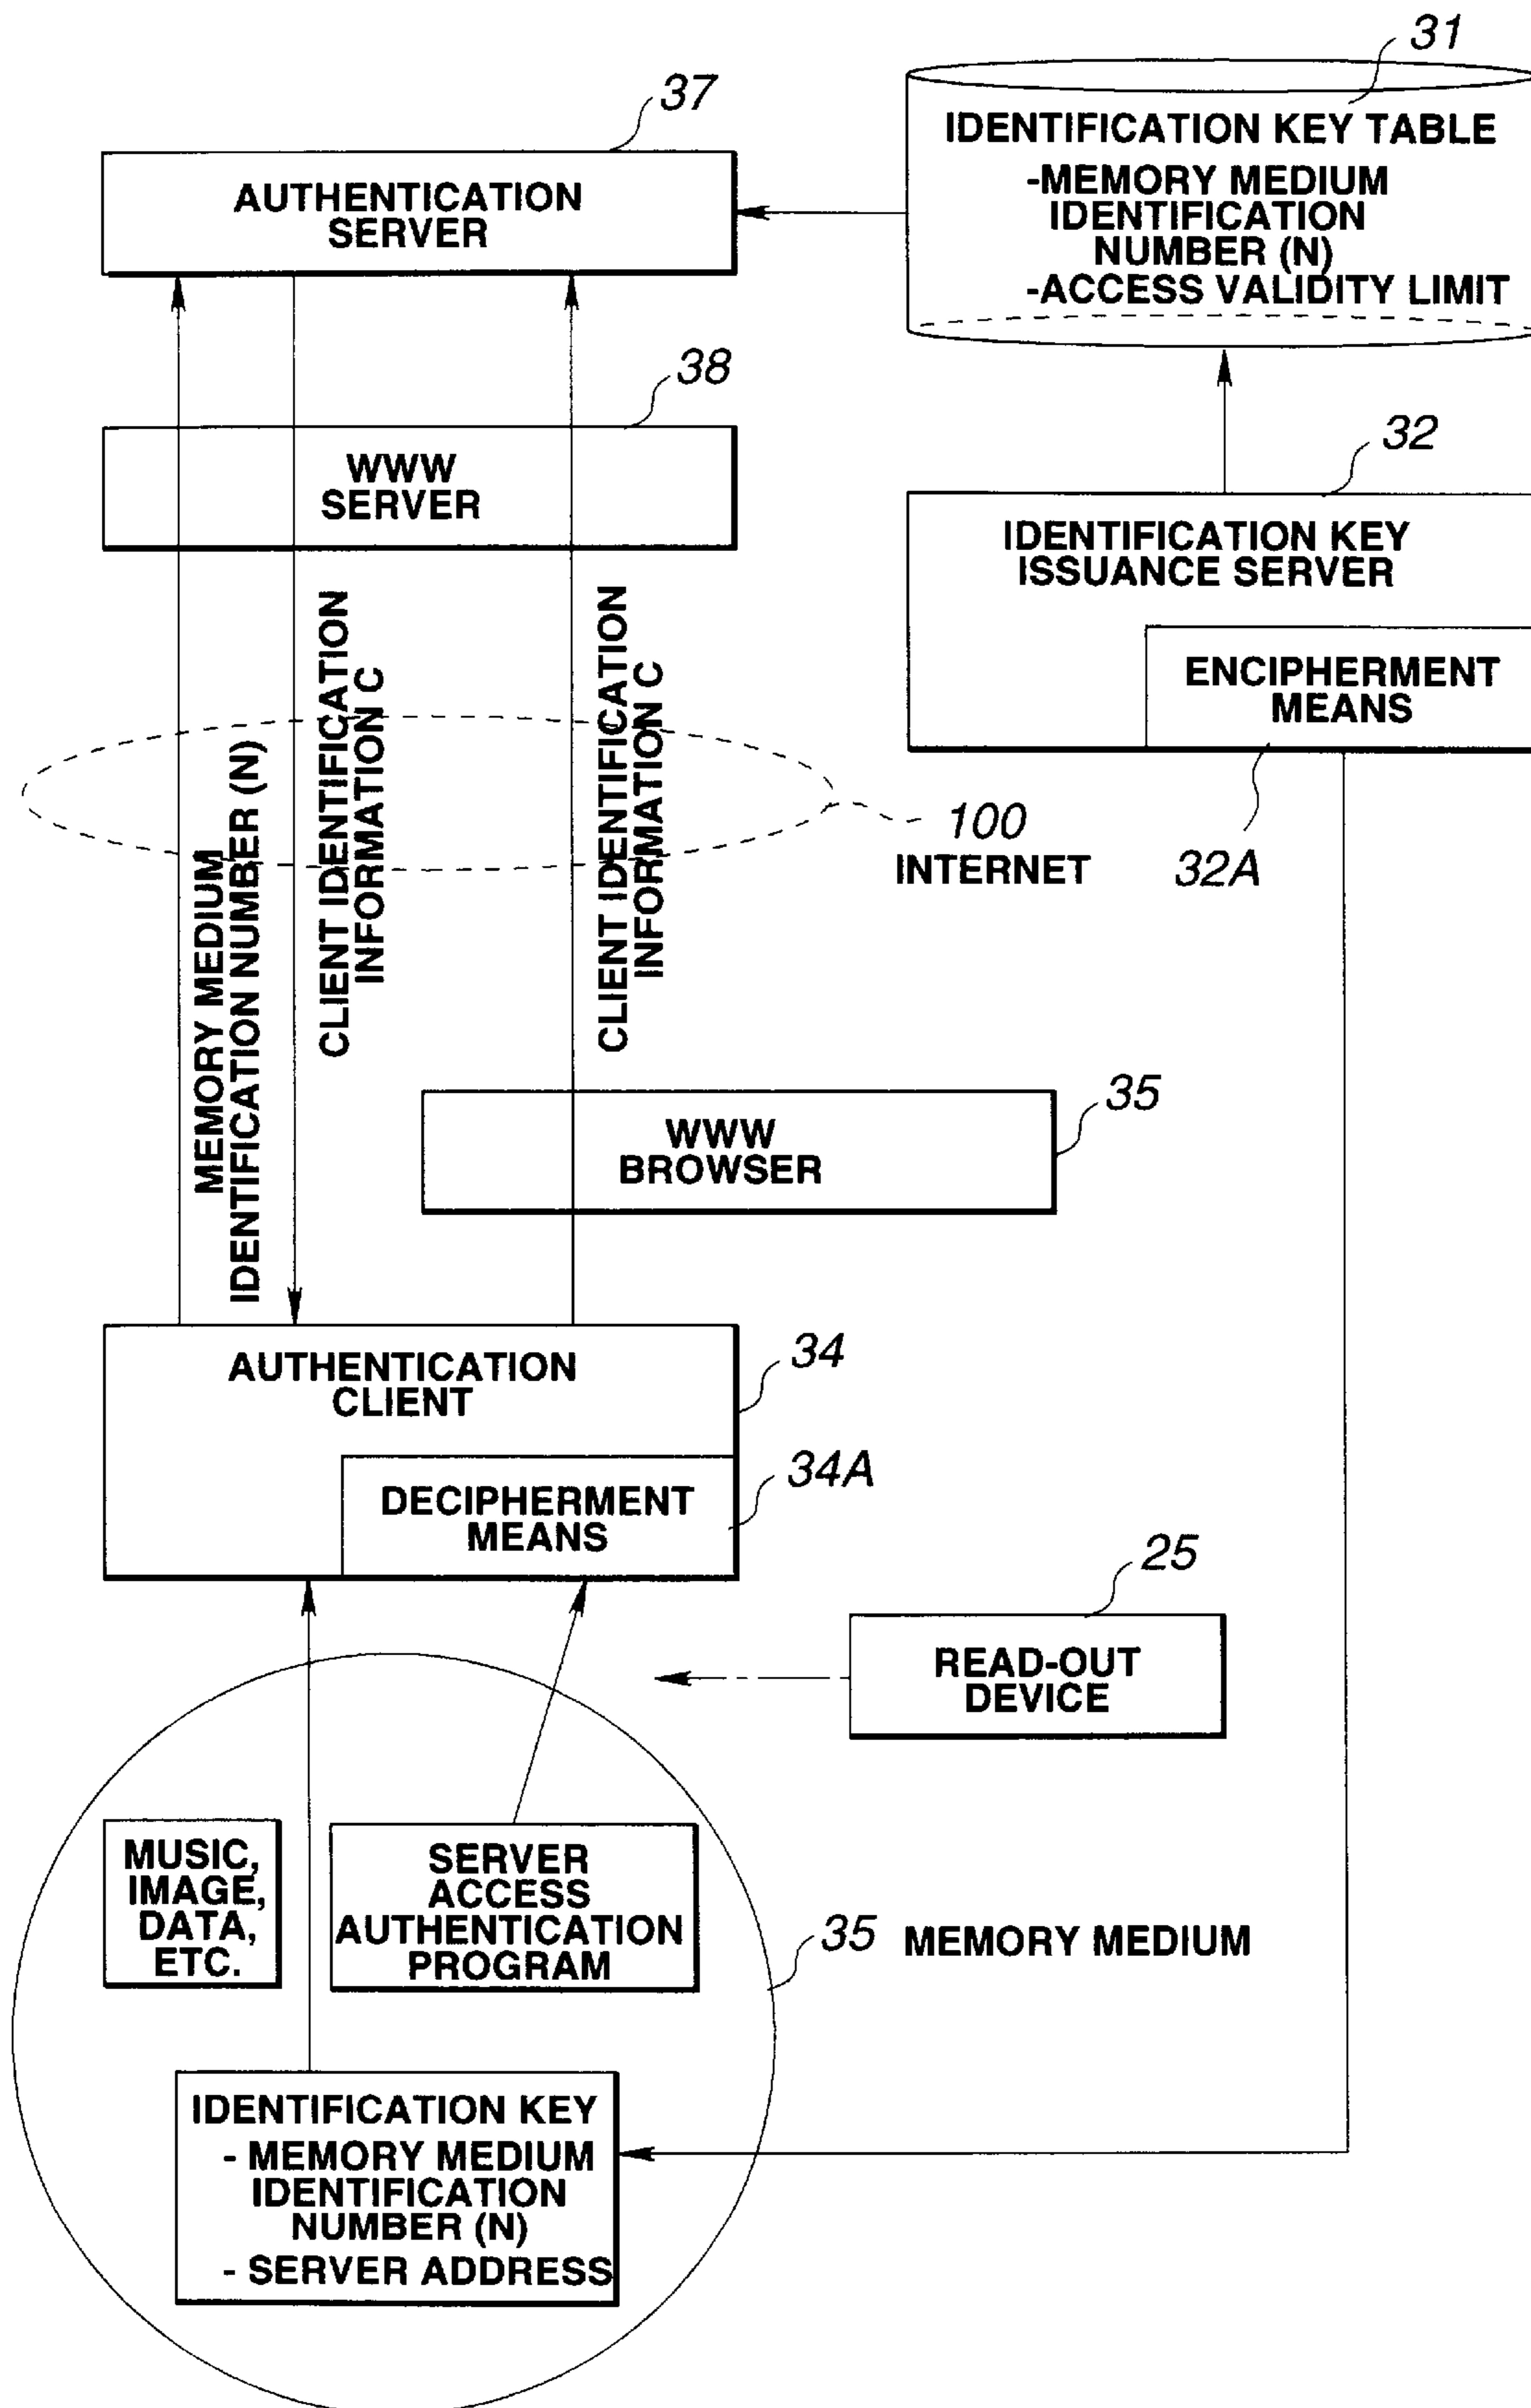 31
IDENTIFICATION KEY TABLE
-MEMORY MEDIUM
IDENTIFICATION
NUMBER (N)
-ACCESS VALIDITY LIMIT
37
AUTHENTICATION
SERVER
38
WWW
SERVER
32
IDENTIFICATION KEY
ISSUANCE SERVER
ENCIPHERMENT
MEANS
32A
MEMORY MEDIUM
IDENTIFICATION NUMBER (N)
CLIENT IDENTIFICATION
INFORMATION C
CLIENT IDENTIFICATION
INFORMATION C
100
INTERNET
35
WWW
BROWSER
34
AUTHENTICATION
CLIENT
34A
DECIPHERMENT
MEANS
25
READ-OUT
DEVICE
MUSIC,
IMAGE,
DATA,
ETC.
SERVER
ACCESS
AUTHENTICATION
PROGRAM
35 MEMORY MEDIUM
IDENTIFICATION KEY
- MEMORY MEDIUM
IDENTIFICATION
NUMBER (N)
- SERVER ADDRESS